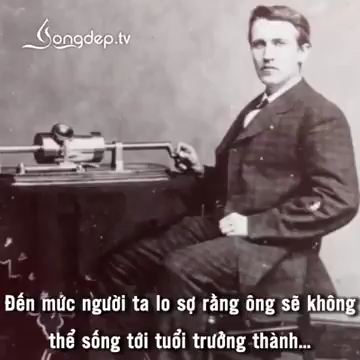 Songdep.tv
Đến mức người ta lo sợ rằng ông sẽ không
thể sống tới tuổi trưởng thành...